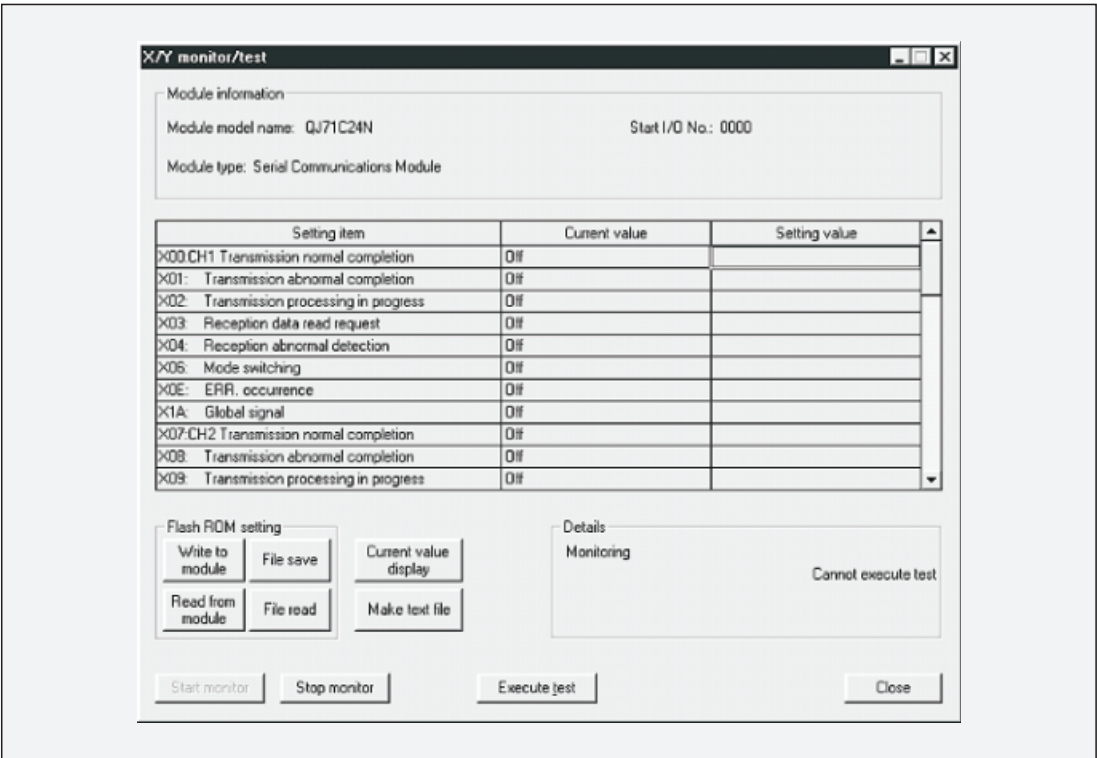 X/Y monitor/test
Module information
Module model name: QJ71C24N Start I/O No.: 0000
Module type: Serial Communications Module
Setting item Current value Setting value
X00:CH1 Transmission normal completion Off
X01: Transmission abnormal completion Off
X02: Transmission processing in progress Off
X03: Reception data read request Off
X04: Reception abnormal detection Off
X06: Mode switching Off
X0E: ERR. occurrence Off
X1A: Global signal Off
X07:CH2 Transmission normal completion Off
X08: Transmission abnormal completion Off
X09: Transmission processing in progress Off
Flash ROM setting
Write to
module
File save
Current value
display
Read from
module
File read
Make text file
Details
Monitoring
Cannot execute test
Start monitor Stop monitor Execute test Close